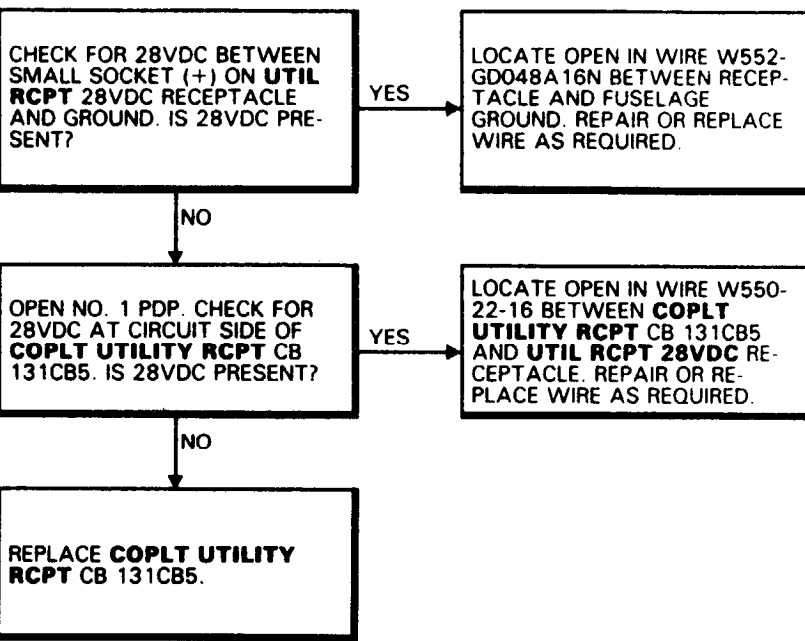 CHECK FOR 28VDC BETWEEN
SMALL SOCKET (+) ON UTIL
RCPT 28VDC RECEPTACLE
AND GROUND. IS 28VDC PRE-
SENT?
YES
LOCATE OPEN IN WIRE W552-
GD048A16N BETWEEN RECEP-
TACLE AND FUSELAGE
GROUND. REPAIR OR REPLACE
WIRE AS REQUIRED.
NO
OPEN NO. 1 PDP. CHECK FOR
28VDC AT CIRCUIT SIDE OF
COPLT UTILITY RCPT CB
131CB5. IS 28VDC PRESENT?
YES
LOCATE OPEN IN WIRE W550-
22-16 BETWEEN COPLT
UTILITY RCPT CB 131CB5
AND UTIL RCPT 28VDC RE-
CEPTACLE. REPAIR OR RE-
PLACE WIRE AS REQUIRED.
NO
REPLACE COPLT UTILITY
RCPT CB 131CB5.